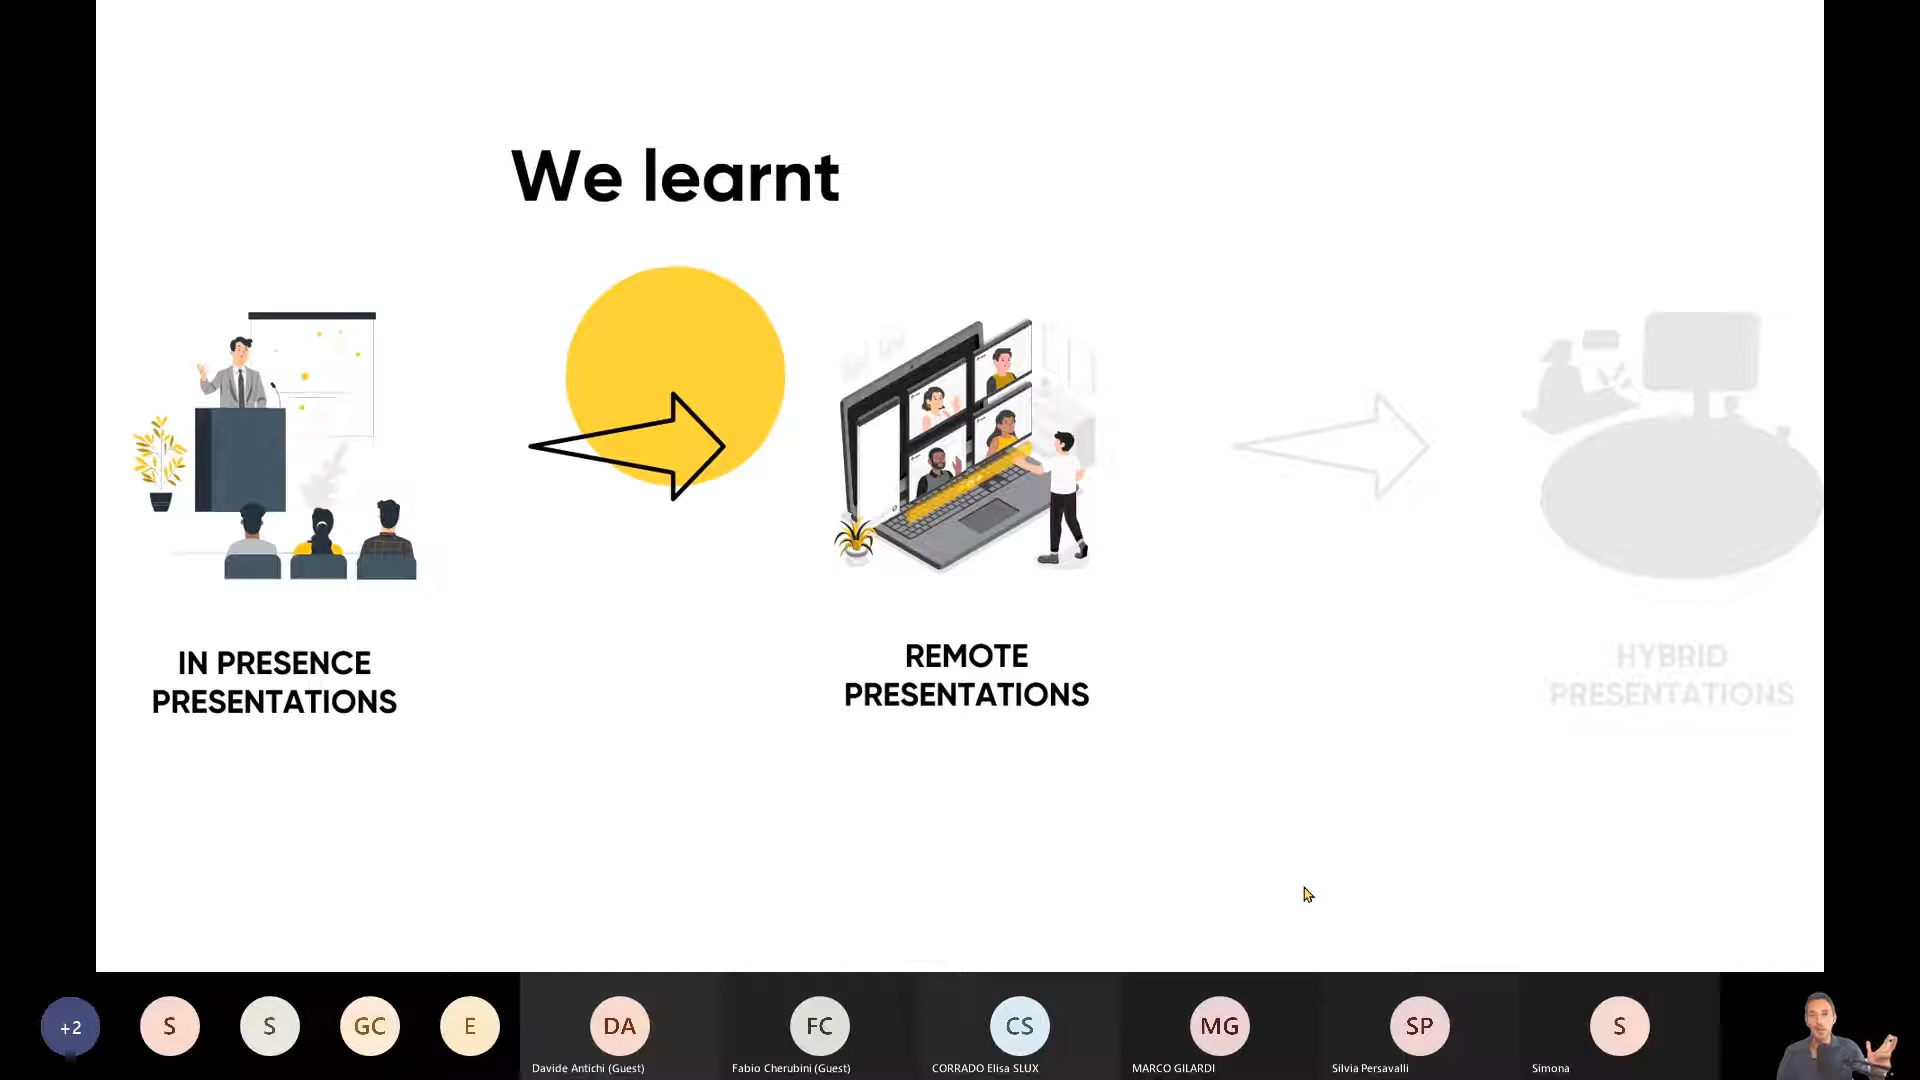 We learnt
IN PRESENCE
PRESENTATIONS
REMOTE
PRESENTATIONS
HYBRID
PRESENTATIONS
+2
S
S
GC
E
DA
FC
CS
MG
SP
S
Davide Antichi (Guest)
Fabio Cherubini (Guest)
CORRADO Elisa SLUX
MARCO GILARDI
Silvia Persavalli
Simona